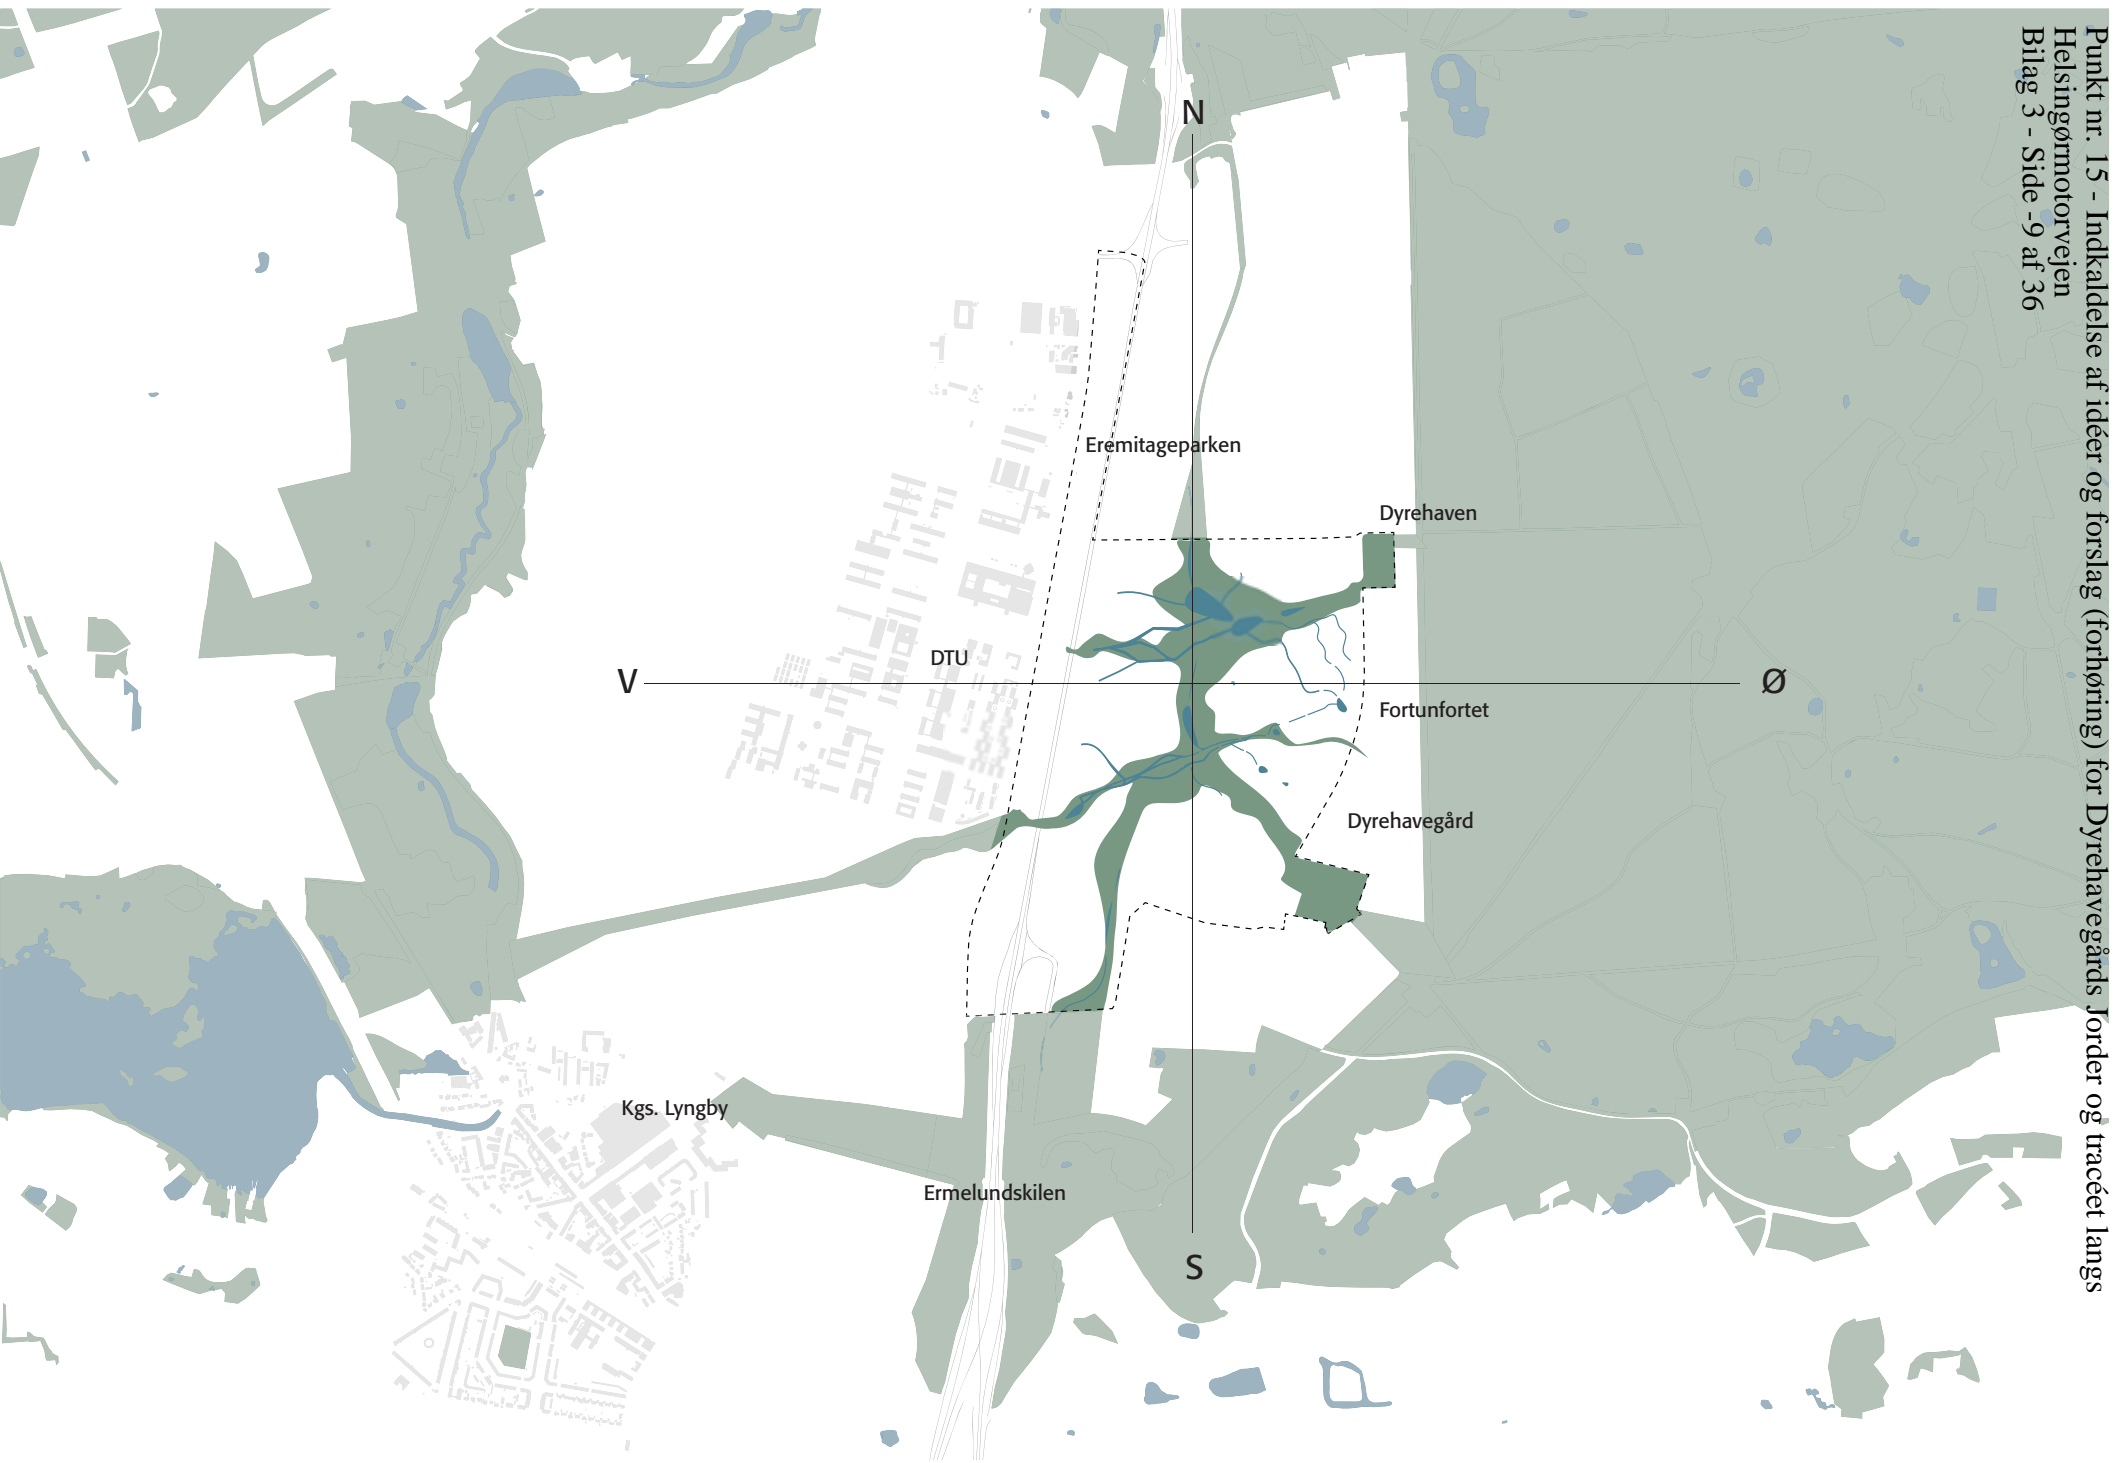 Punkt nr. 15 - Indkaldelse af idéer og forslag (forhøring) for Dyrehavegårds Jorder og tracéet langs
Helsingørmotorvejen
Bilag 3 - Side -9 af 36
N
Eremitageparken
Dyrehaven
DTU
V
Ø
Fortunfortet
Dyrehavegård
Kgs. Lyngby
Ermelundskilen
S